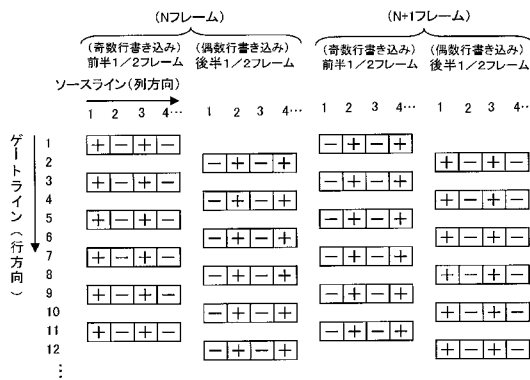 (Nフレーム) (N+1フレーム)
(奇数行書き込み) (偶数行書き込み) (奇数行書き込み) (偶数行書き込み)
前半1/2フレーム 後半1/2フレーム 前半1/2フレーム 後半1/2フレーム
ソースライン(列方向)
1 2 3 4… 1 2 3 4… 1 2 3 4… 1 2 3 4…
ゲートライン(行方向)
1 + − + − − + − +
2 − + − + + − + −
3 + − + − − + − +
4 − + − + + − + −
5 + − + − − + − +
6 − + − + + − + −
7 + − + − − + − +
8 − + − + + − + −
9 + − + − − + − +
10 − + − + + − + −
11 + − + − − + − +
12 − + − + + − + −
…